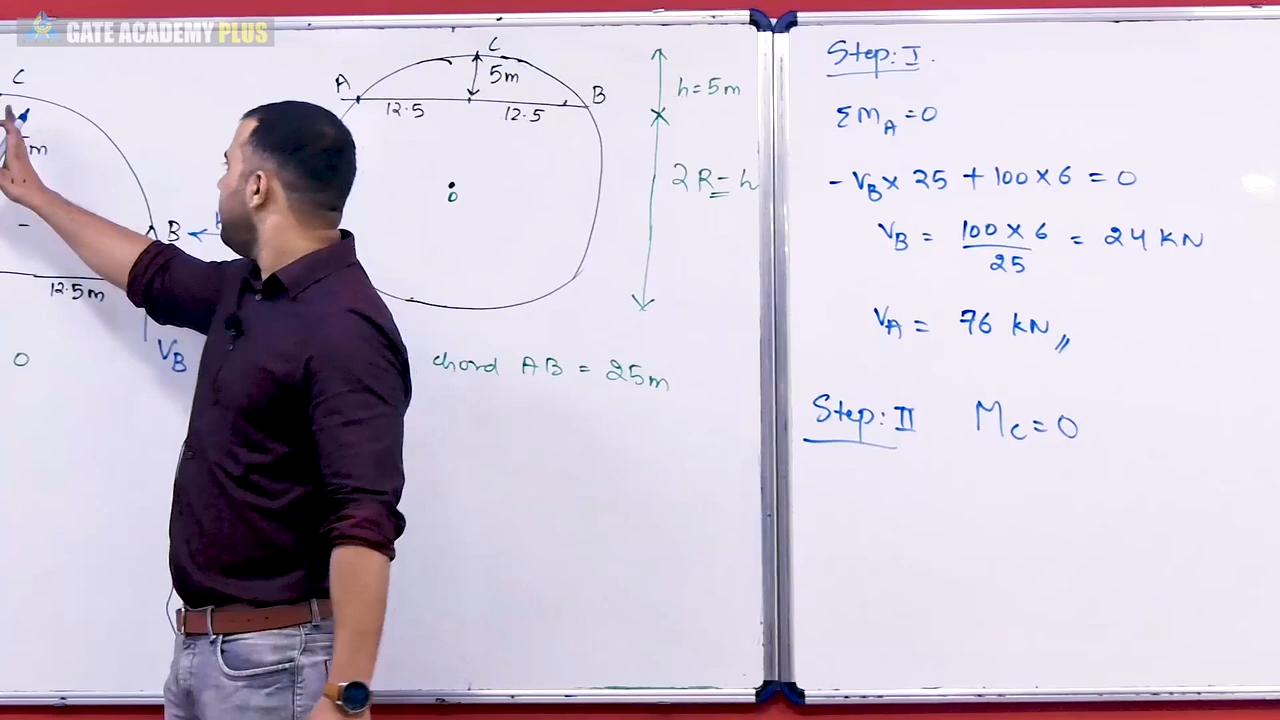 GATE ACADEMY PLUS
C
m
B
12.5m
V_B
O
C
A
5m
B
12.5
12.5
O
h=5m
2R-h
chord AB = 25m
Step: I.
ΣM_A=0
- V_B x 25 + 100 x 6 = 0
V_B = 100 x 6 / 25 = 24 KN
V_A = 76 KN,,
Step: II M_C=0